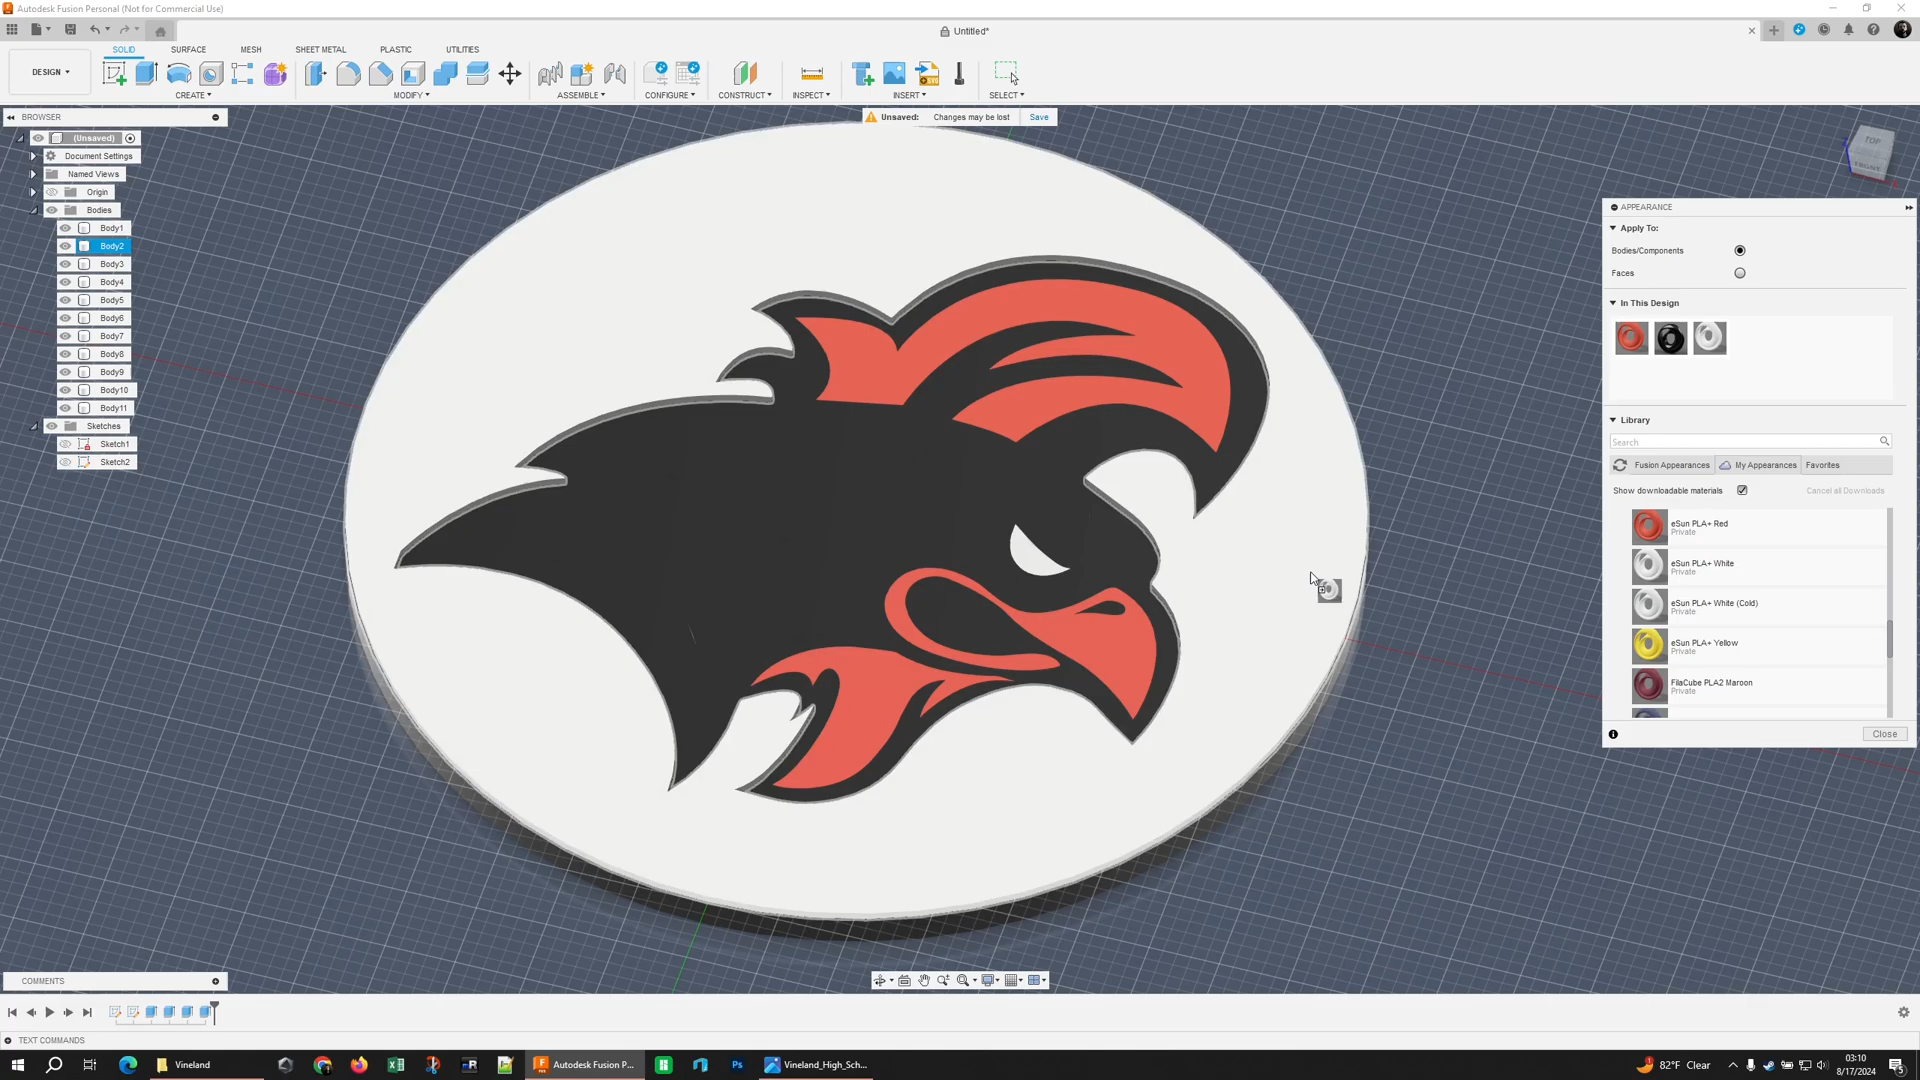 Autodesk Fusion Personal (Not for Commercial Use)
Untitled*
SOLID SURFACE MESH SHEET METAL PLASTIC UTILITIES
DESIGN
CREATE MODIFY ASSEMBLE CONFIGURE CONSTRUCT INSPECT INSERT SELECT
BROWSER
Unsaved: Changes may be lost Save
(Unsaved)
Document Settings
Named Views
Origin
Bodies
Body1
Body2
Body3
Body4
Body5
Body6
Body7
Body8
Body9
Body10
Body11
Sketches
Sketch1
Sketch2
TOP
FRONT
APPEARANCE
Apply To:
Bodies/Components
Faces
In This Design
Library
Search
Fusion Appearances My Appearances Favorites
Show downloadable materials Cancel all Downloads
eSun PLA+ Red
Private
eSun PLA+ White
Private
eSun PLA+ White (Cold)
Private
eSun PLA+ Yellow
Private
FilaCube PLA2 Maroon
Private
Close
COMMENTS
TEXT COMMANDS
Vineland
Autodesk Fusion P...
Ps
Vineland_High_Sch...
82°F Clear
03:10
8/17/2024